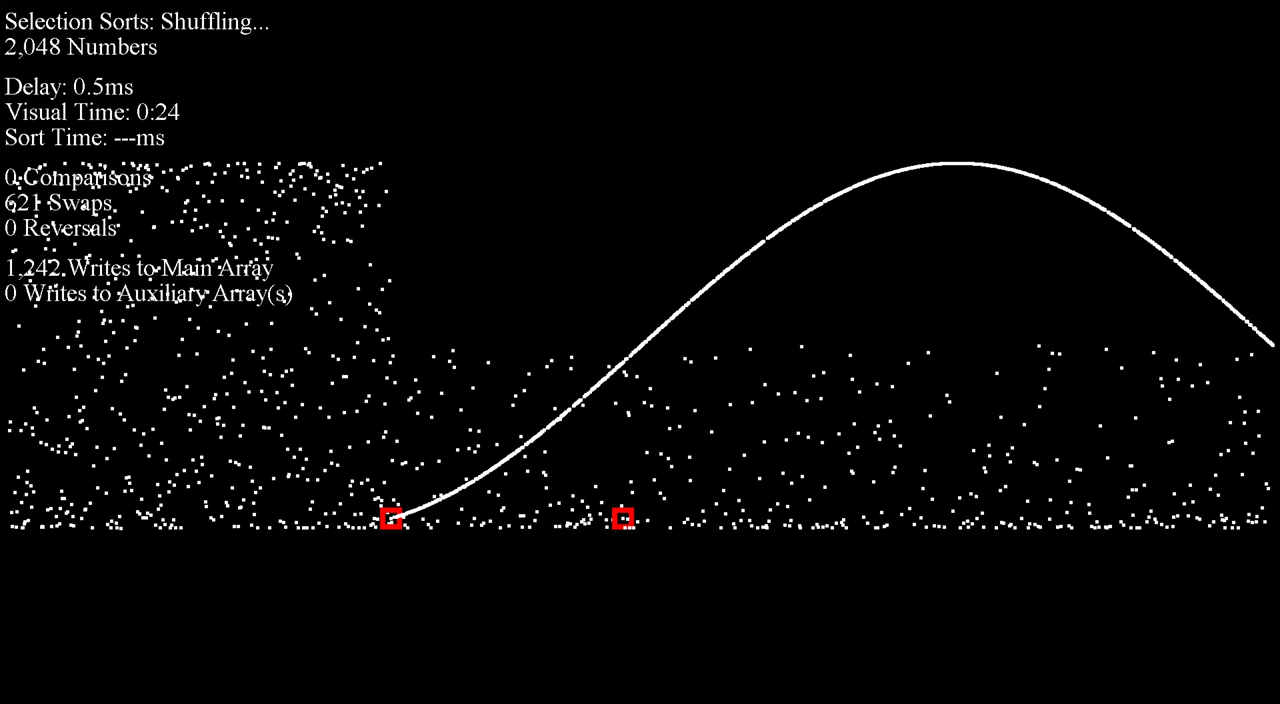 Selection Sorts: Shuffling...
2,048 Numbers
Delay: 0.5ms
Visual Time: 0:24
Sort Time: ---ms
0 Comparisons
621 Swaps
0 Reversals
1,242 Writes to Main Array
0 Writes to Auxiliary Array(s)